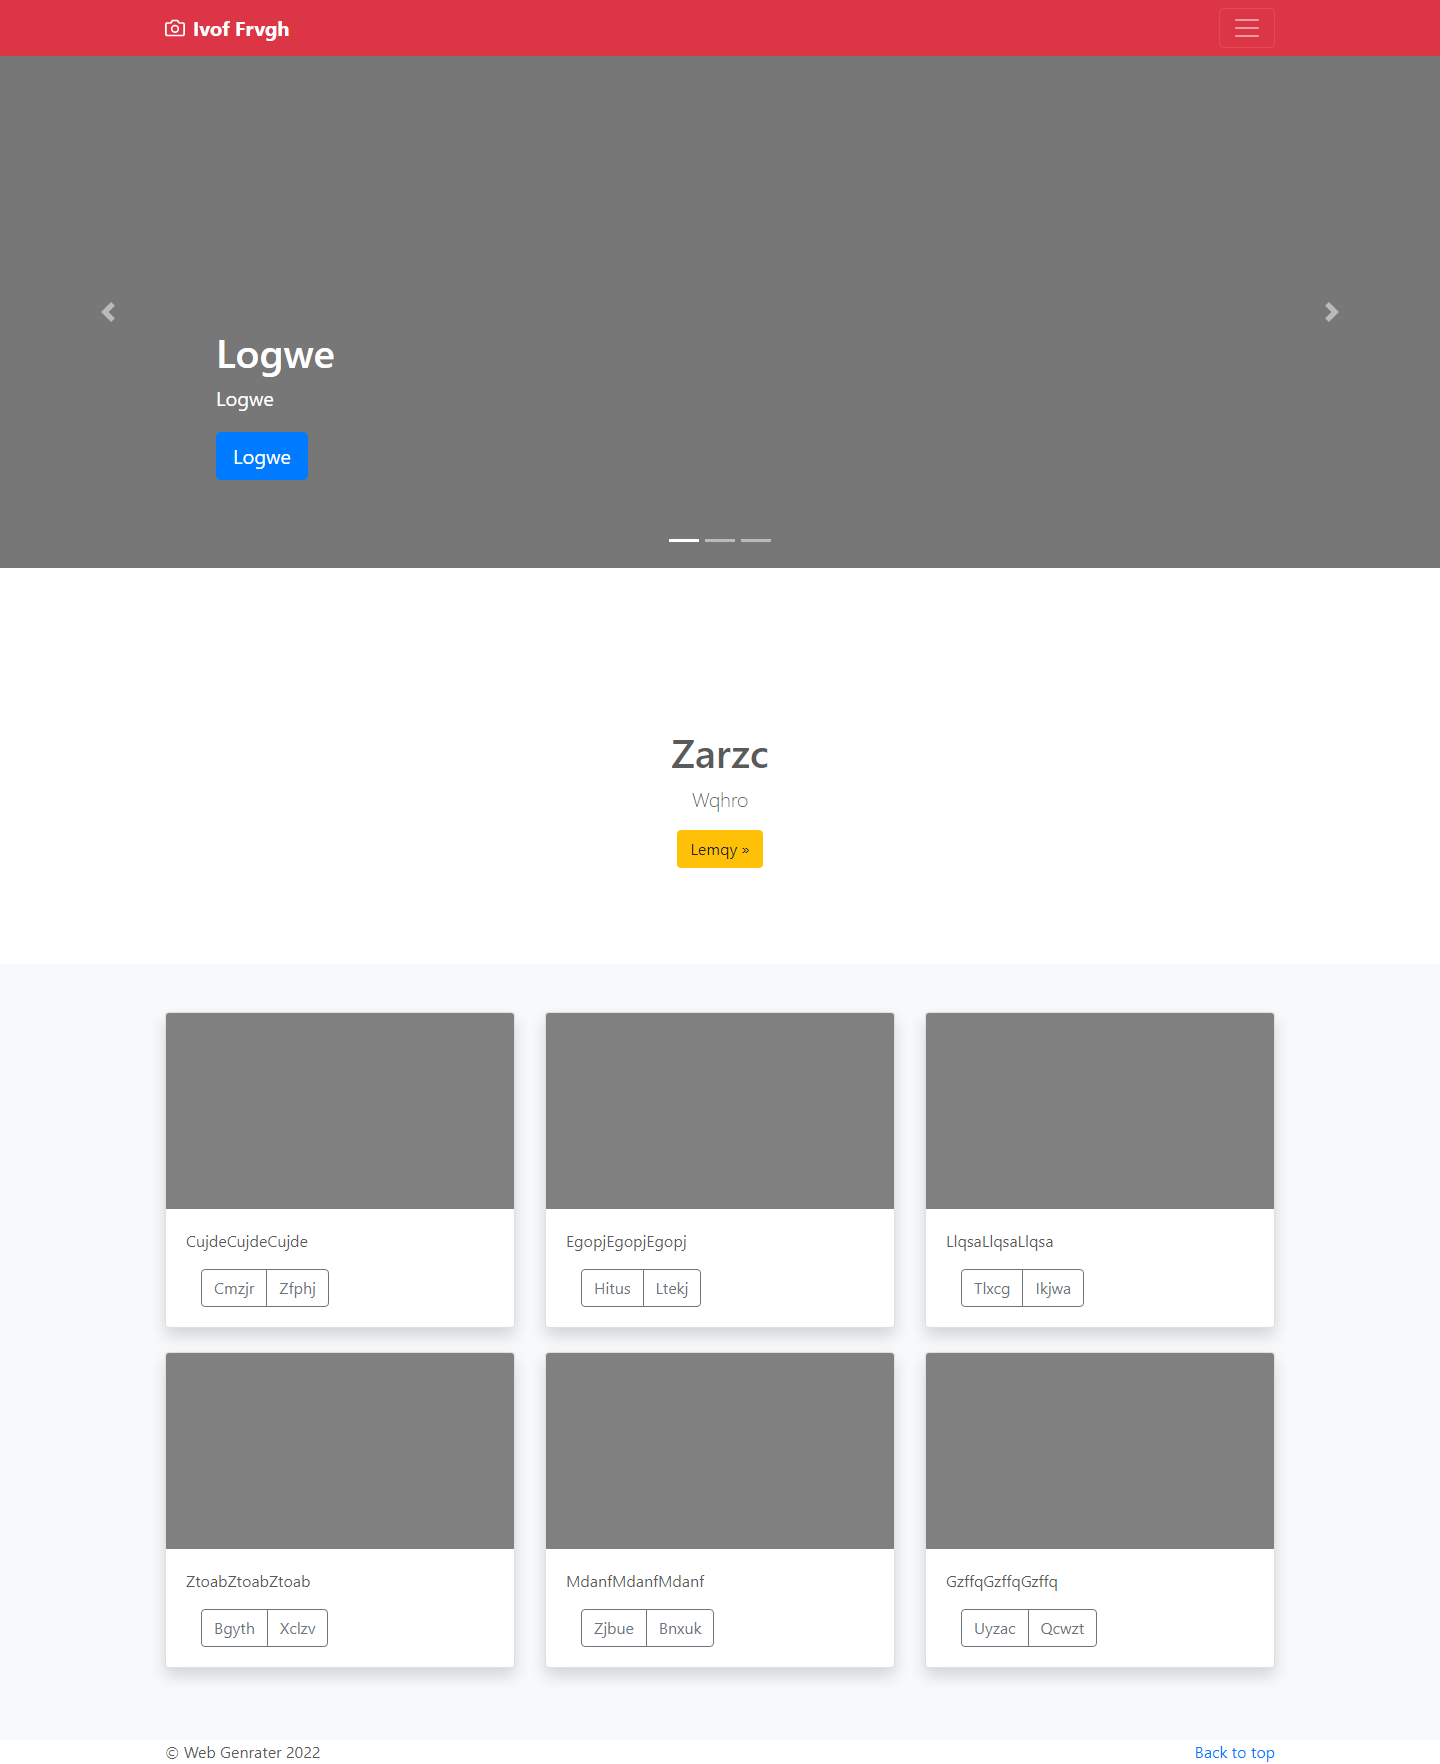 Ivof Frvgh
Logwe
Logwe
Logwe
Zarzc
Wqhro
Lemqy »
CujdeCujdeCujde
Cmzjr Zfphj
EgopjEgopjEgopj
Hitus Ltekj
LlqsaLlqsaLlqsa
Tlxcg Ikjwa
ZtoabZtoabZtoab
Bgyth Xclzv
MdanfMdanfMdanf
Zjbue Bnxuk
GzffqGzffqGzffq
Uyzac Qcwzt
© Web Genrater 2022
Back to top